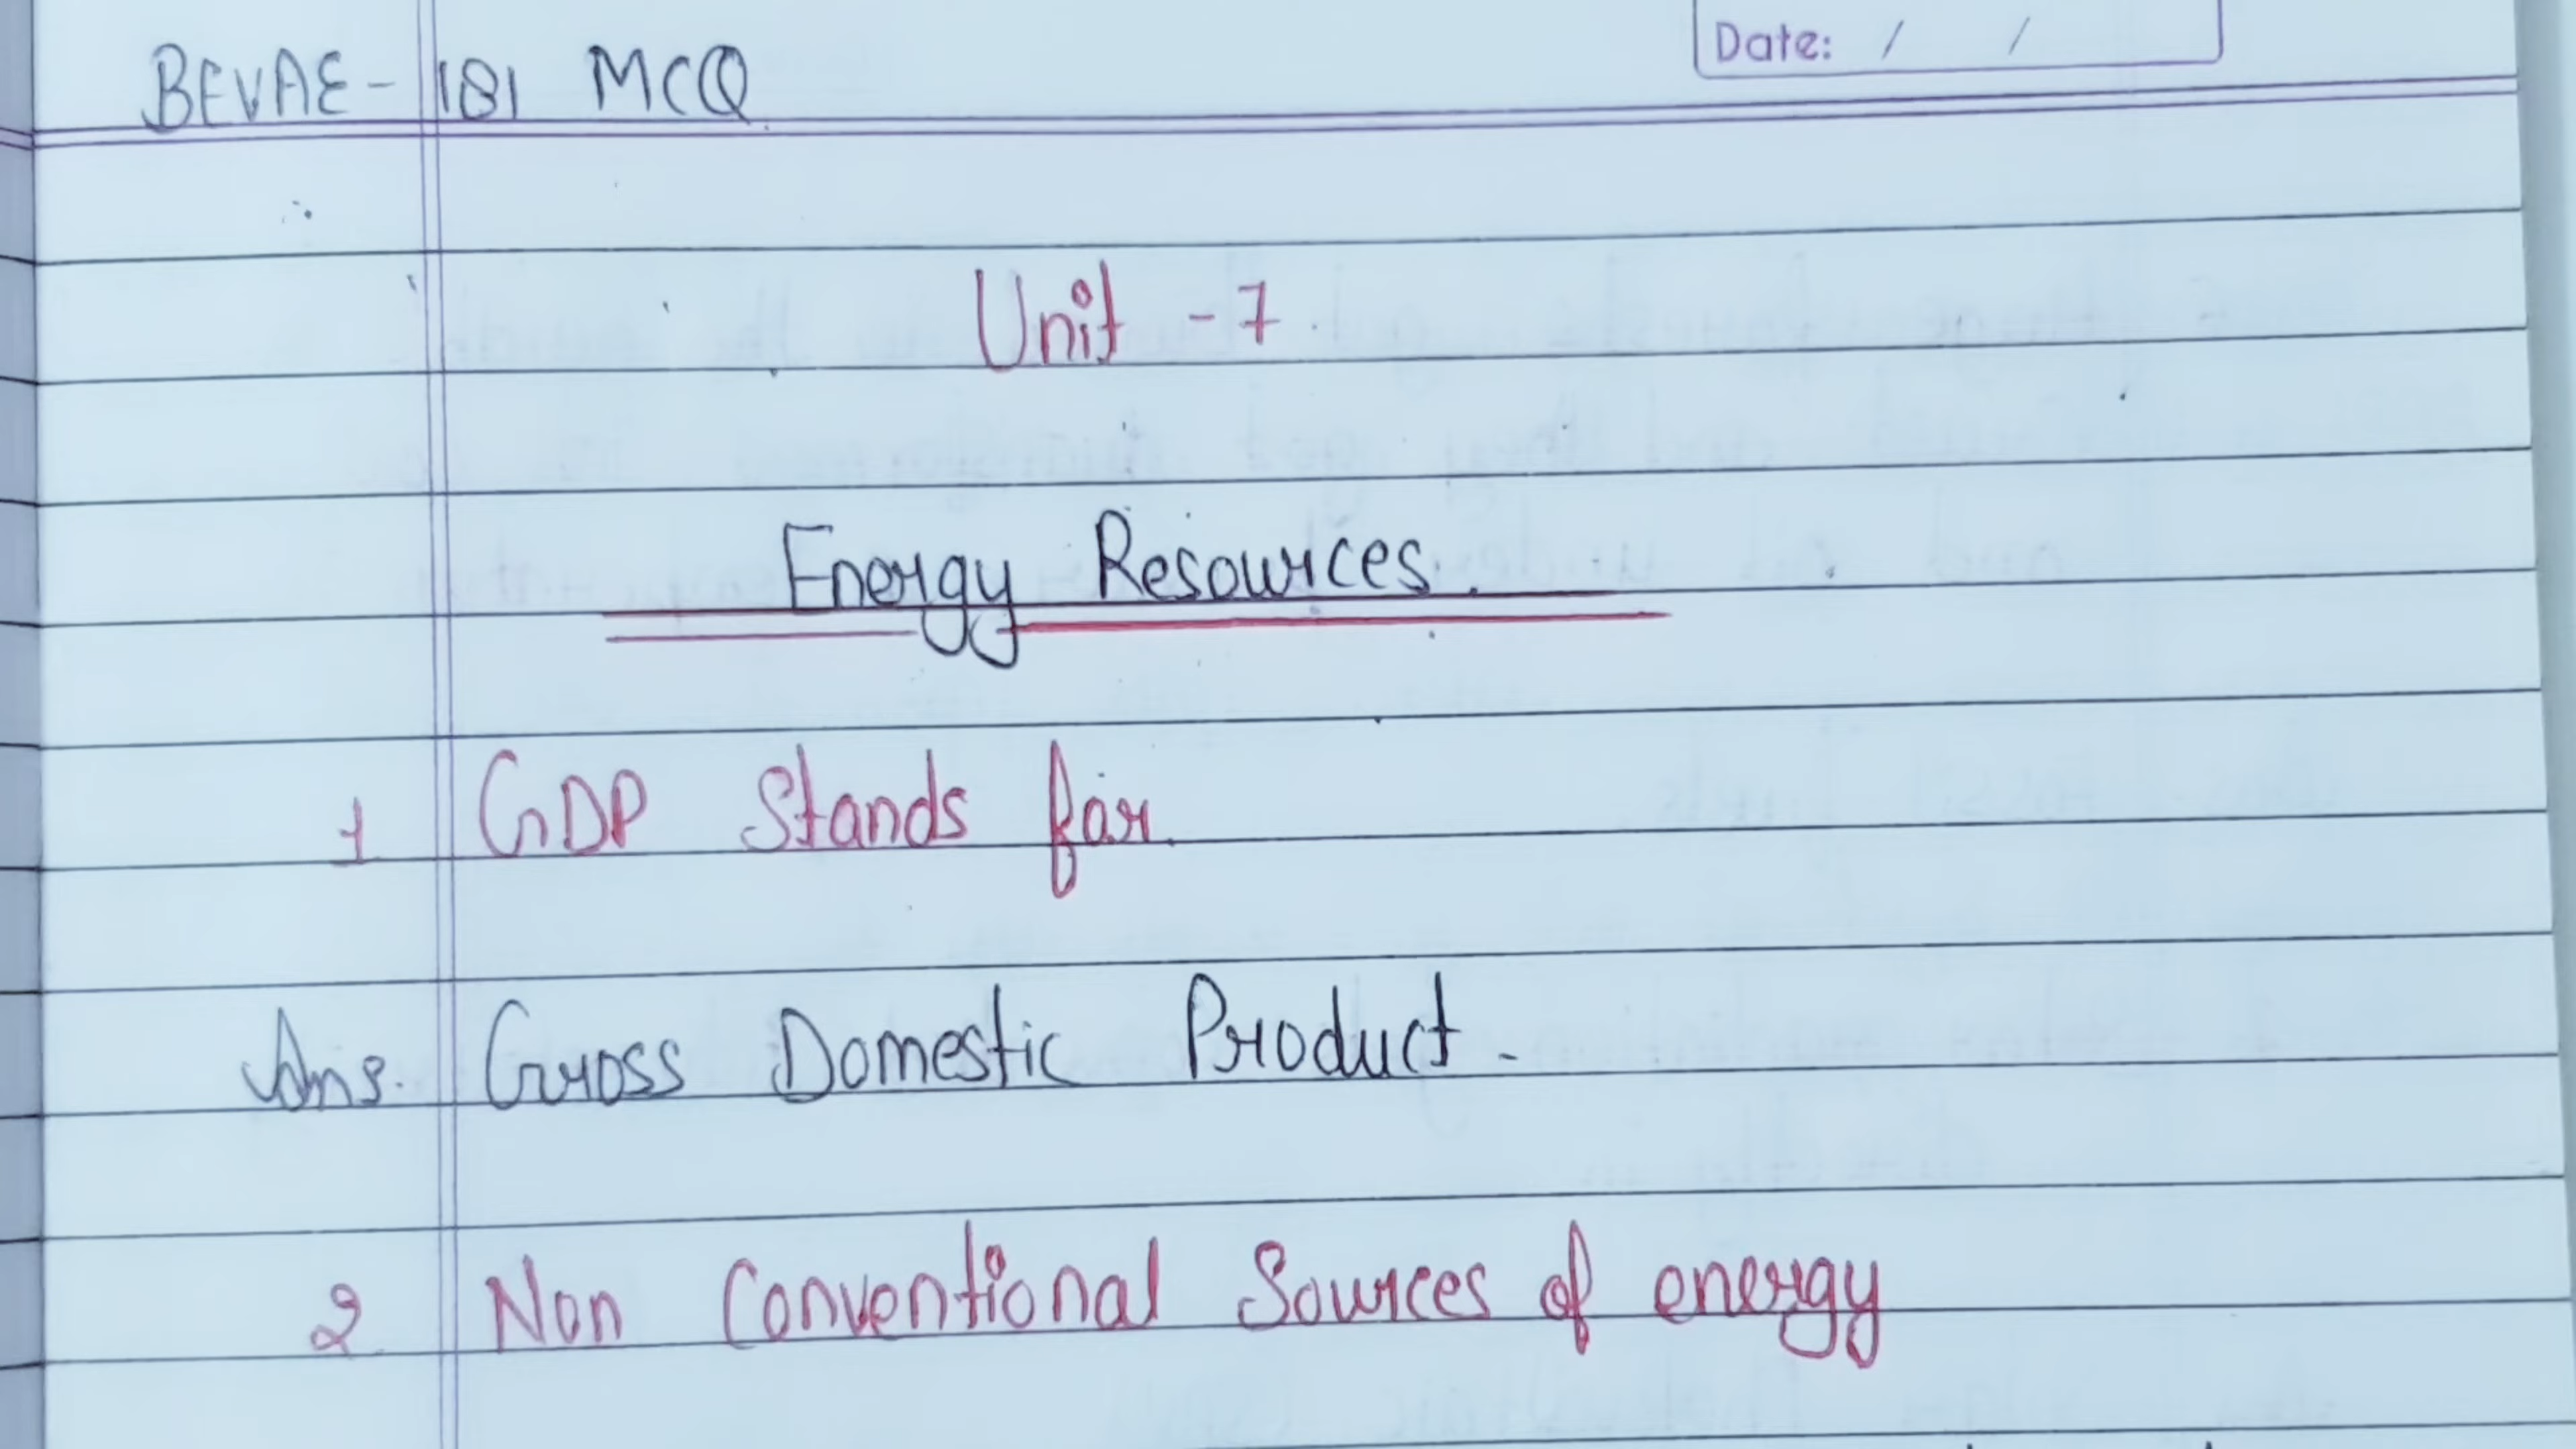 Date: / /
BEVAE-181 MCQ
Unit -7
Energy Resources.
1 GDP Stands for
Ans. Gross Domestic Product.
2 Non Conventional Sources of energy